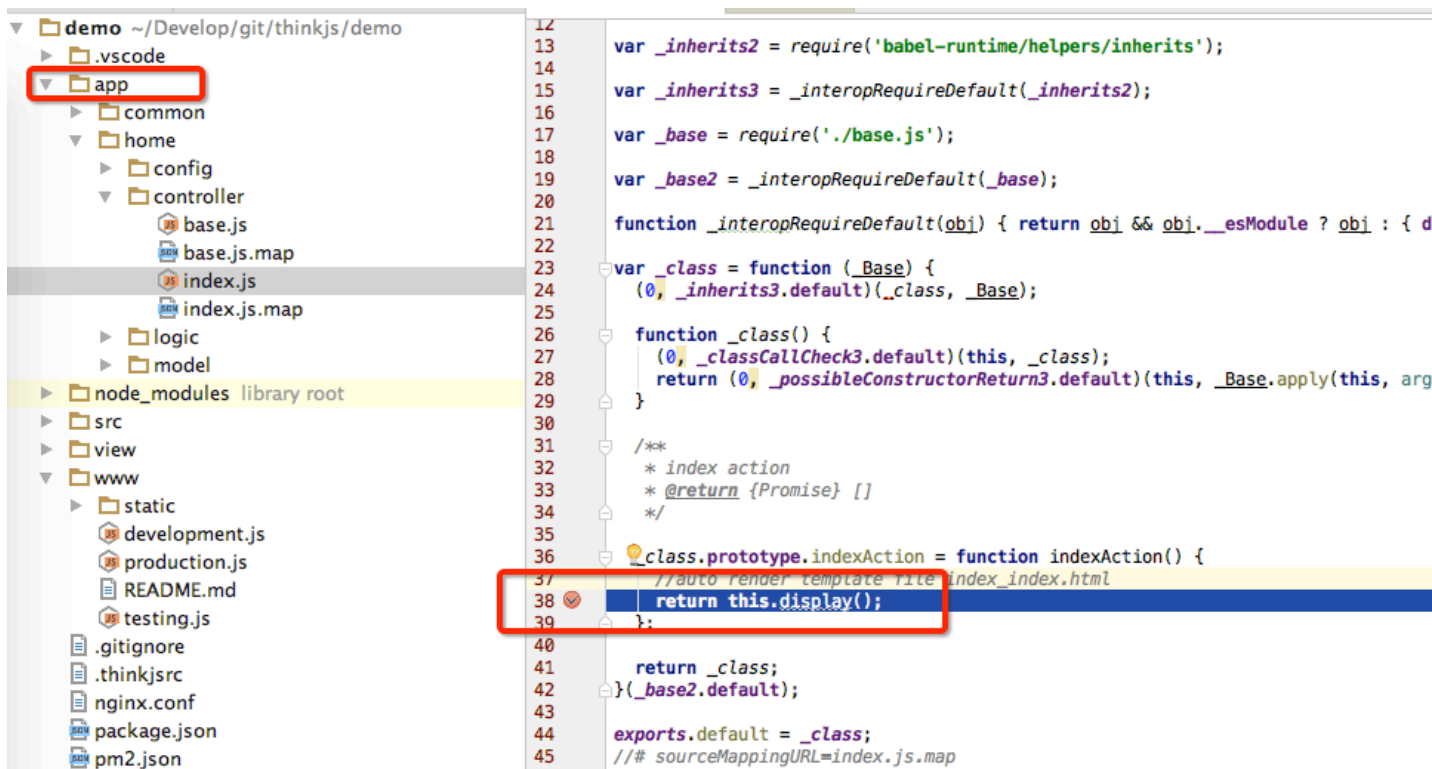 demo ~/Develop/git/thinkjs/demo
.vscode
app
common
home
config
controller
base.js
base.js.map
index.js
index.js.map
logic
model
node_modules library root
src
view
www
static
development.js
production.js
README.md
testing.js
.gitignore
.thinkjsrc
nginx.conf
package.json
pm2.json
12
13 var _inherits2 = require('babel-runtime/helpers/inherits');
14
15 var _inherits3 = _interopRequireDefault(_inherits2);
16
17 var _base = require('./base.js');
18
19 var _base2 = _interopRequireDefault(_base);
20
21 function _interopRequireDefault(obj) { return obj && obj.__esModule ? obj : { d
22
23 var _class = function (_Base) {
24 (0, _inherits3.default)(_class, _Base);
25
26 function _class() {
27 (0, _classCallCheck3.default)(this, _class);
28 return (0, _possibleConstructorReturn3.default)(this, _Base.apply(this, arg
29 }
30
31 /**
32 * index action
33 * @return {Promise} []
34 */
35
36 _class.prototype.indexAction = function indexAction() {
37 //auto render template file index_index.html
38 return this.display();
39 };
40
41 return _class;
42 }(_base2.default);
43
44 exports.default = _class;
45 //# sourceMappingURL=index.js.map